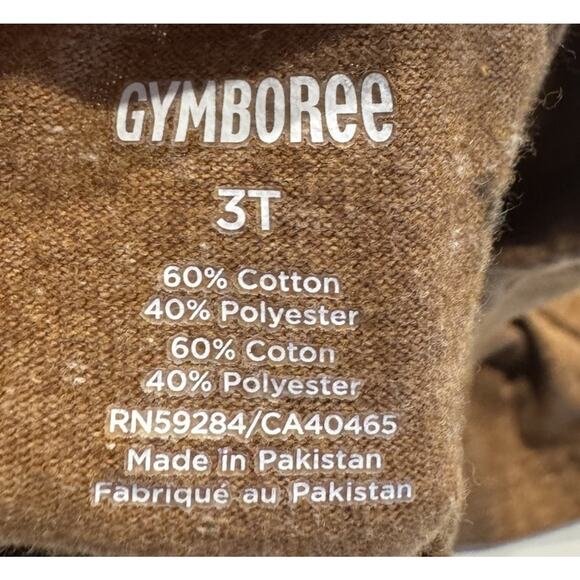 GYMBOREE
3T
60% Cotton
40% Polyester
60% Coton
40% Polyester
RN59284/CA40465
Made in Pakistan
Fabriqué au Pakistan